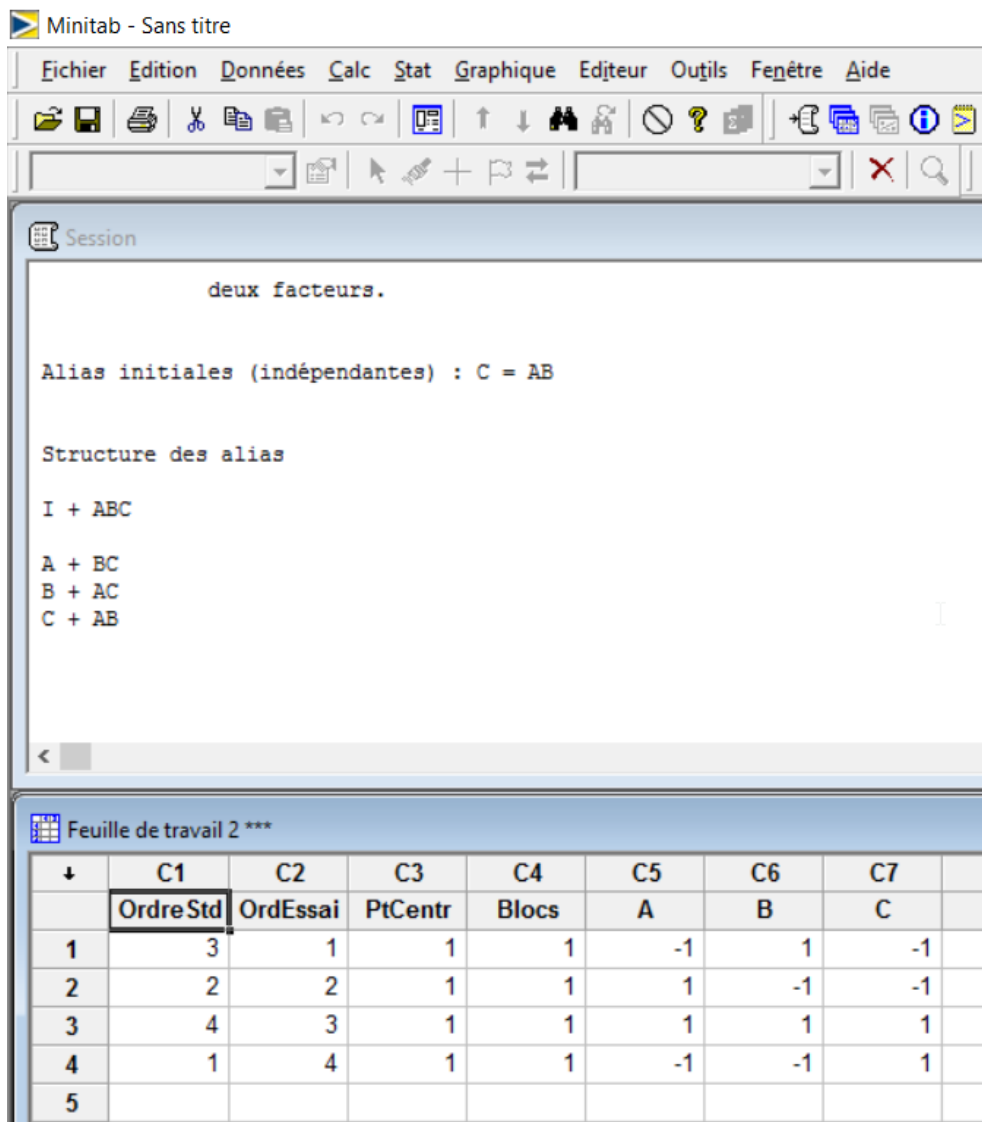 Minitab - Sans titre
Fichier Edition Données Calc Stat Graphique Editeur Outils Fenêtre Aide
Session
deux facteurs.
Alias initiales (indépendantes) : C = AB
Structure des alias
I + ABC
A + BC
B + AC
C + AB
Feuille de travail 2 ***
C1 C2 C3 C4 C5 C6 C7
OrdreStd OrdEssai PtCentr Blocs A B C
1 3 1 1 1 -1 1 -1
2 2 2 1 1 1 -1 -1
3 4 3 1 1 1 1 1
4 1 4 1 1 -1 -1 1
5